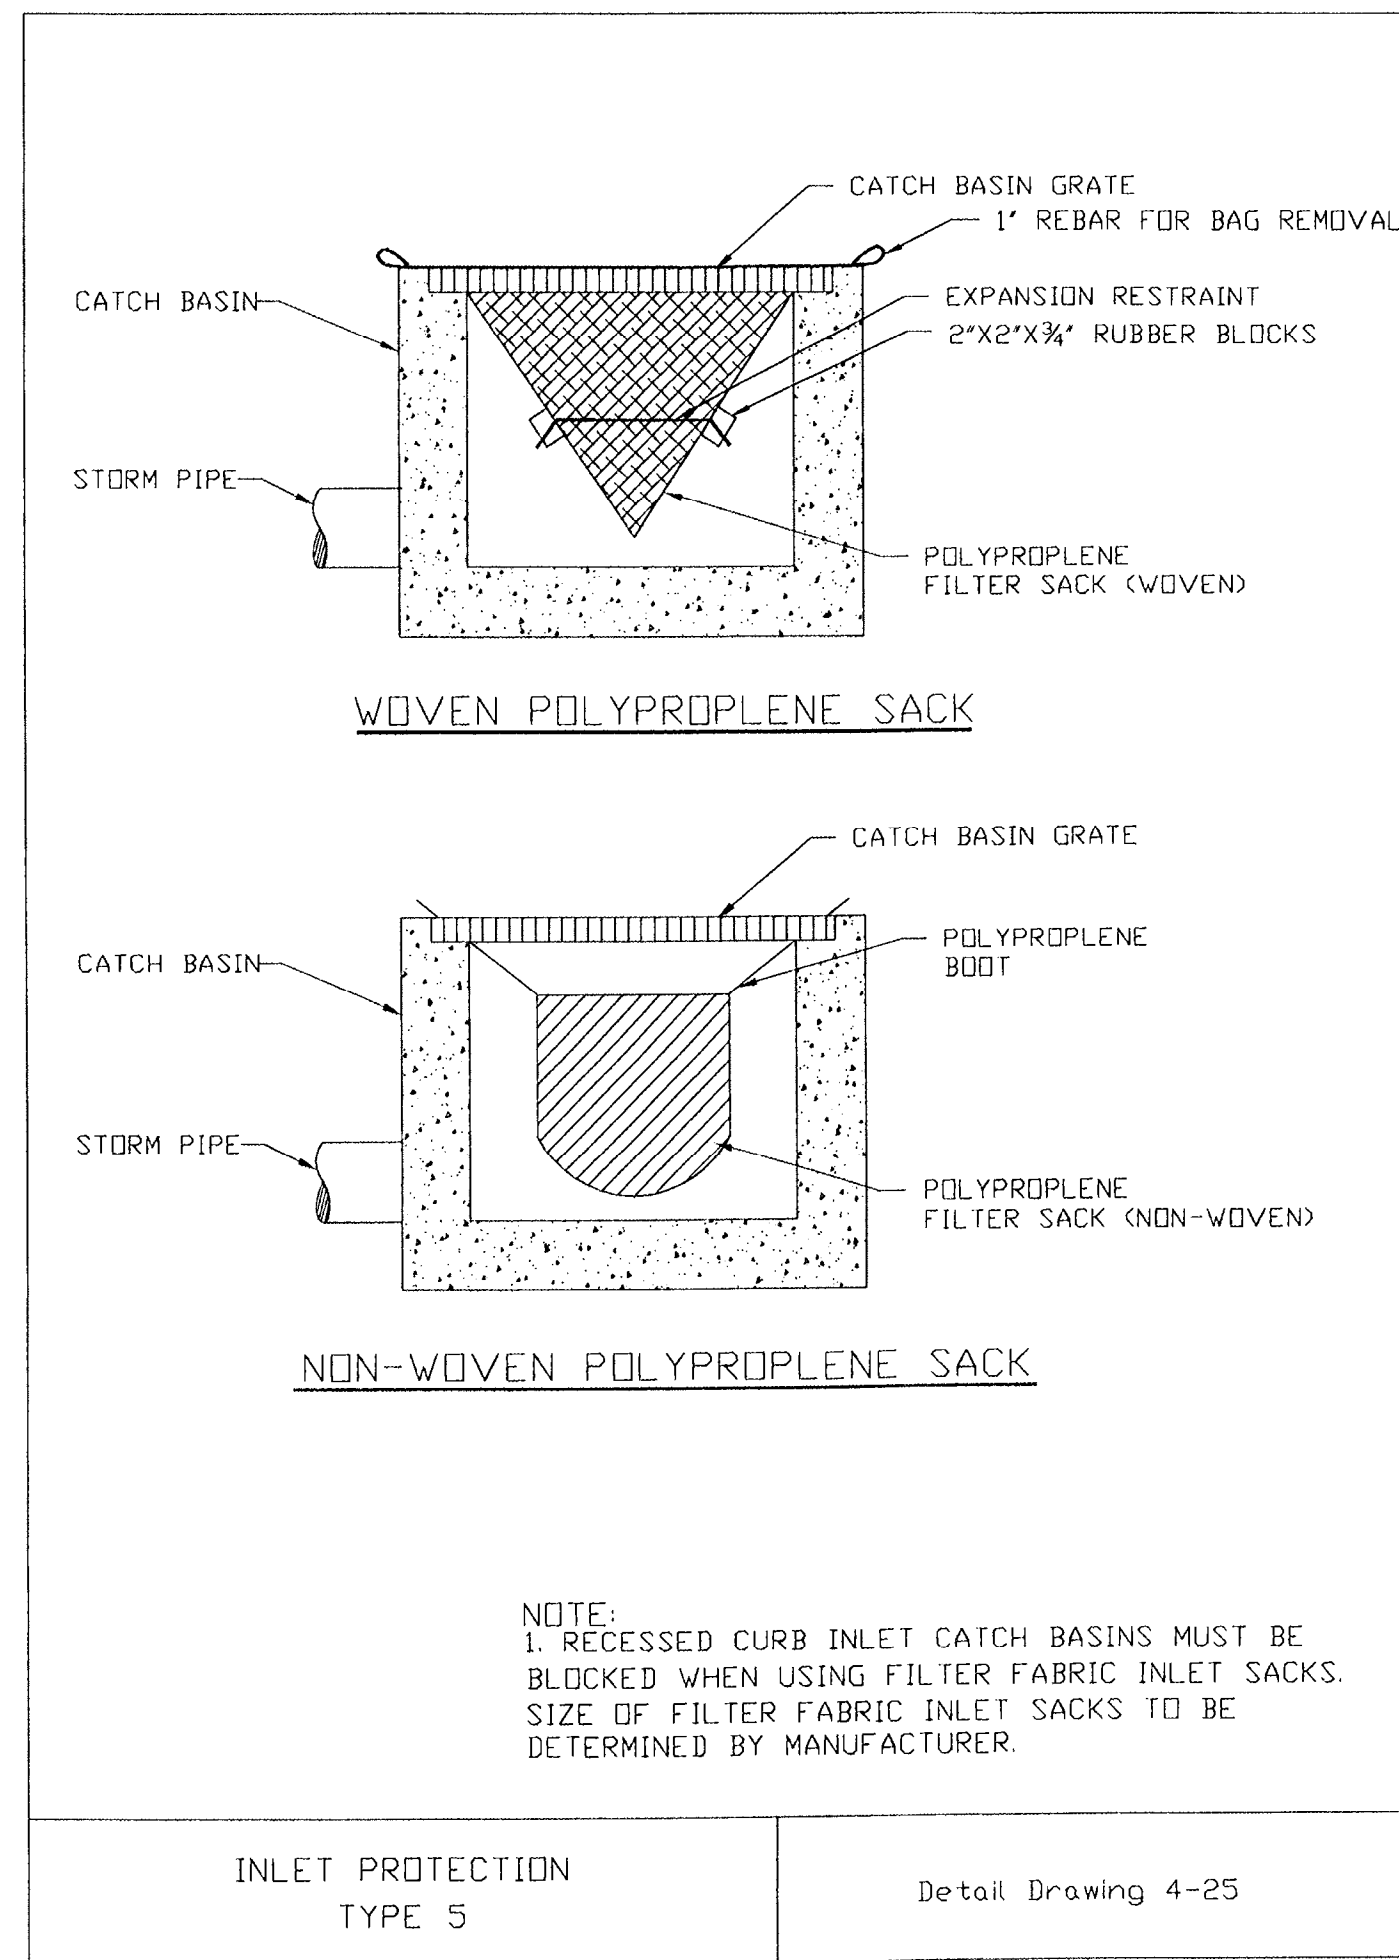 CATCH BASIN GRATE
1" REBAR FOR BAG REMOVAL
CATCH BASIN
EXPANSION RESTRAINT
2"X2"X¾" RUBBER BLOCKS
STORM PIPE
POLYPROPLENE
FILTER SACK (WOVEN)
WOVEN POLYPROPLENE SACK
CATCH BASIN GRATE
POLYPROPLENE
BOOT
CATCH BASIN
STORM PIPE
POLYPROPLENE
FILTER SACK (NON-WOVEN)
NON-WOVEN POLYPROPLENE SACK
NOTE:
1. RECESSED CURB INLET CATCH BASINS MUST BE
BLOCKED WHEN USING FILTER FABRIC INLET SACKS.
SIZE OF FILTER FABRIC INLET SACKS TO BE
DETERMINED BY MANUFACTURER.
INLET PROTECTION
TYPE 5
Detail Drawing 4-25